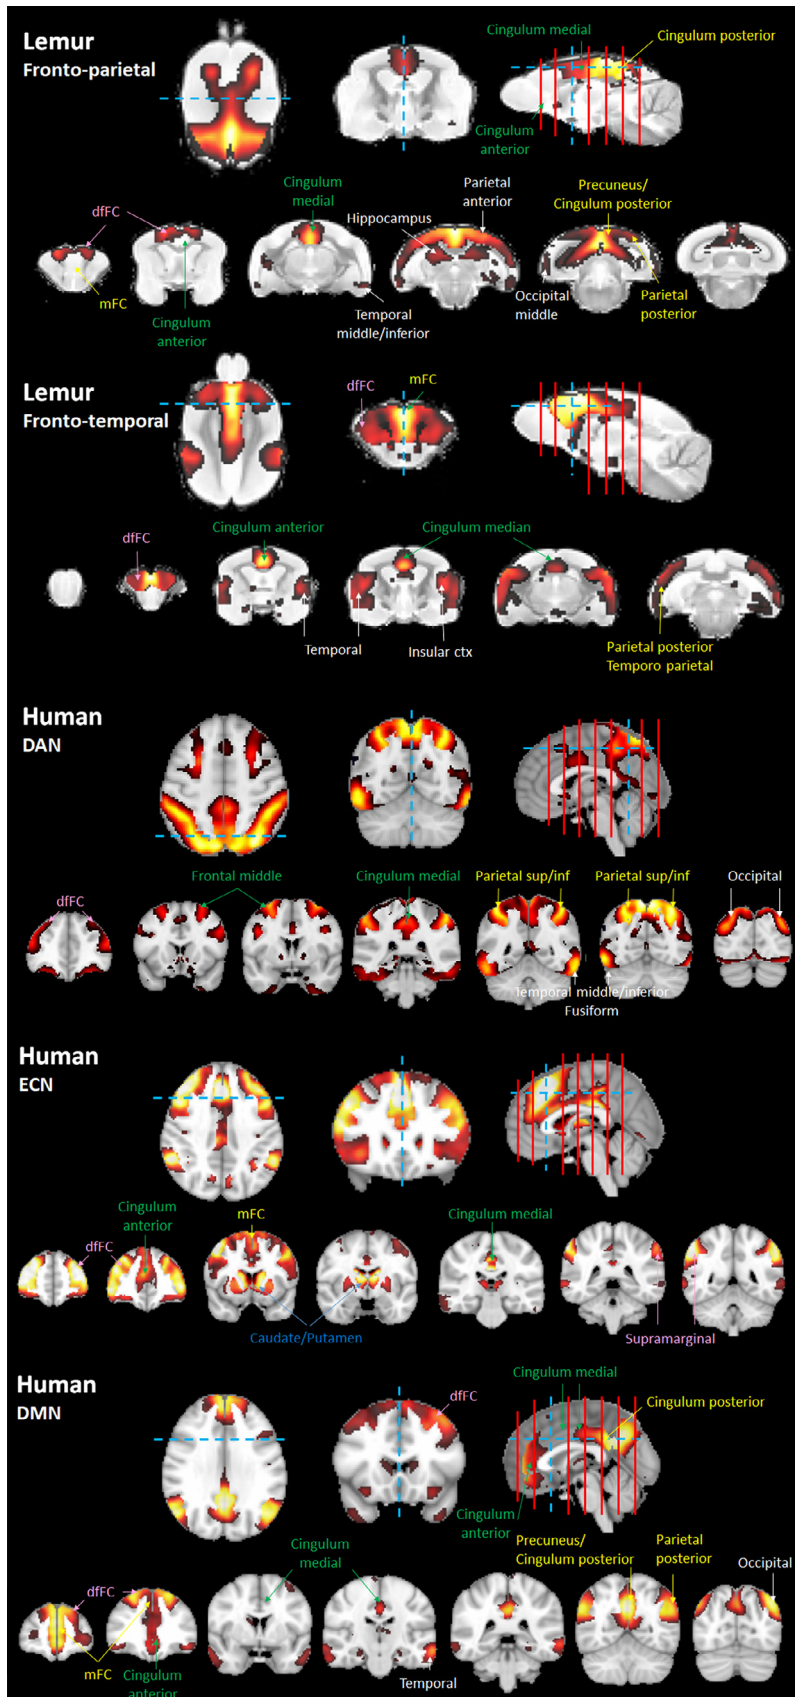 Lemur
Fronto-parietal
Cingulum medial
Cingulum posterior
Cingulum
anterior
Cingulum
medial
Parietal
anterior
Precuneus/
Cingulum posterior
dfFC
Hippocampus
mFC
Cingulum
anterior
Temporal
middle/inferior
Occipital
middle
Parietal
posterior
Lemur
Fronto-temporal
dfFC
mFC
dfFC
Cingulum anterior
Cingulum median
Temporal
Insular ctx
Parietal posterior
Temporo parietal
Human
DAN
dfFC
Frontal middle
Cingulum medial
Parietal sup/inf
Parietal sup/inf
Occipital
Temporal middle/inferior
Fusiform
Human
ECN
Cingulum
anterior
dfFC
mFC
Cingulum medial
Caudate/Putamen
Supramarginal
Human
DMN
dfFC
Cingulum medial
Cingulum posterior
Cingulum
anterior
Cingulum
medial
Precuneus/
Cingulum posterior
Parietal
posterior
Occipital
dfFC
mFC
Cingulum
anterior
Temporal